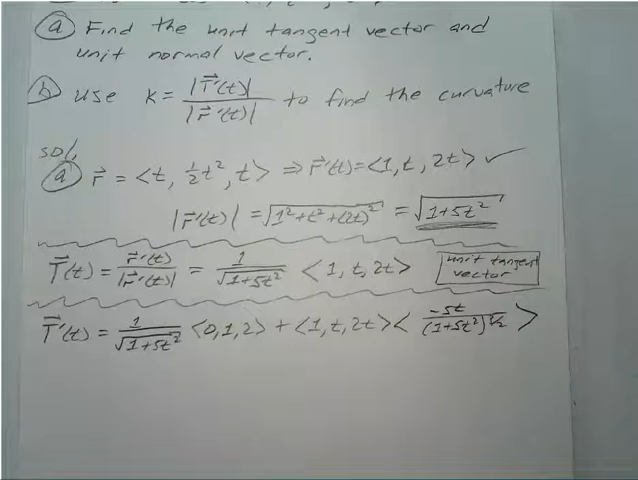 (a) Find the unit tangent vector and
unit normal vector.
(b) Use K = |T⃗'(t)| / |r⃗'(t)| to find the curvature
sol/.
(a) r⃗ = <t, ½t², t> ⇒ r⃗'(t) = <1, t, 2t> ✓
|r⃗'(t)| = √(1² + t² + (2t)²) = √(1+5t²)
T⃗(t) = r⃗'(t) / |r⃗'(t)| = 1/√(1+5t²) <1, t, 2t> unit tangent vector
T⃗'(t) = 1/√(1+5t²) <0, 1, 2> + <1, t, 2t> < -5t / (1+5t²)^(3/2) >